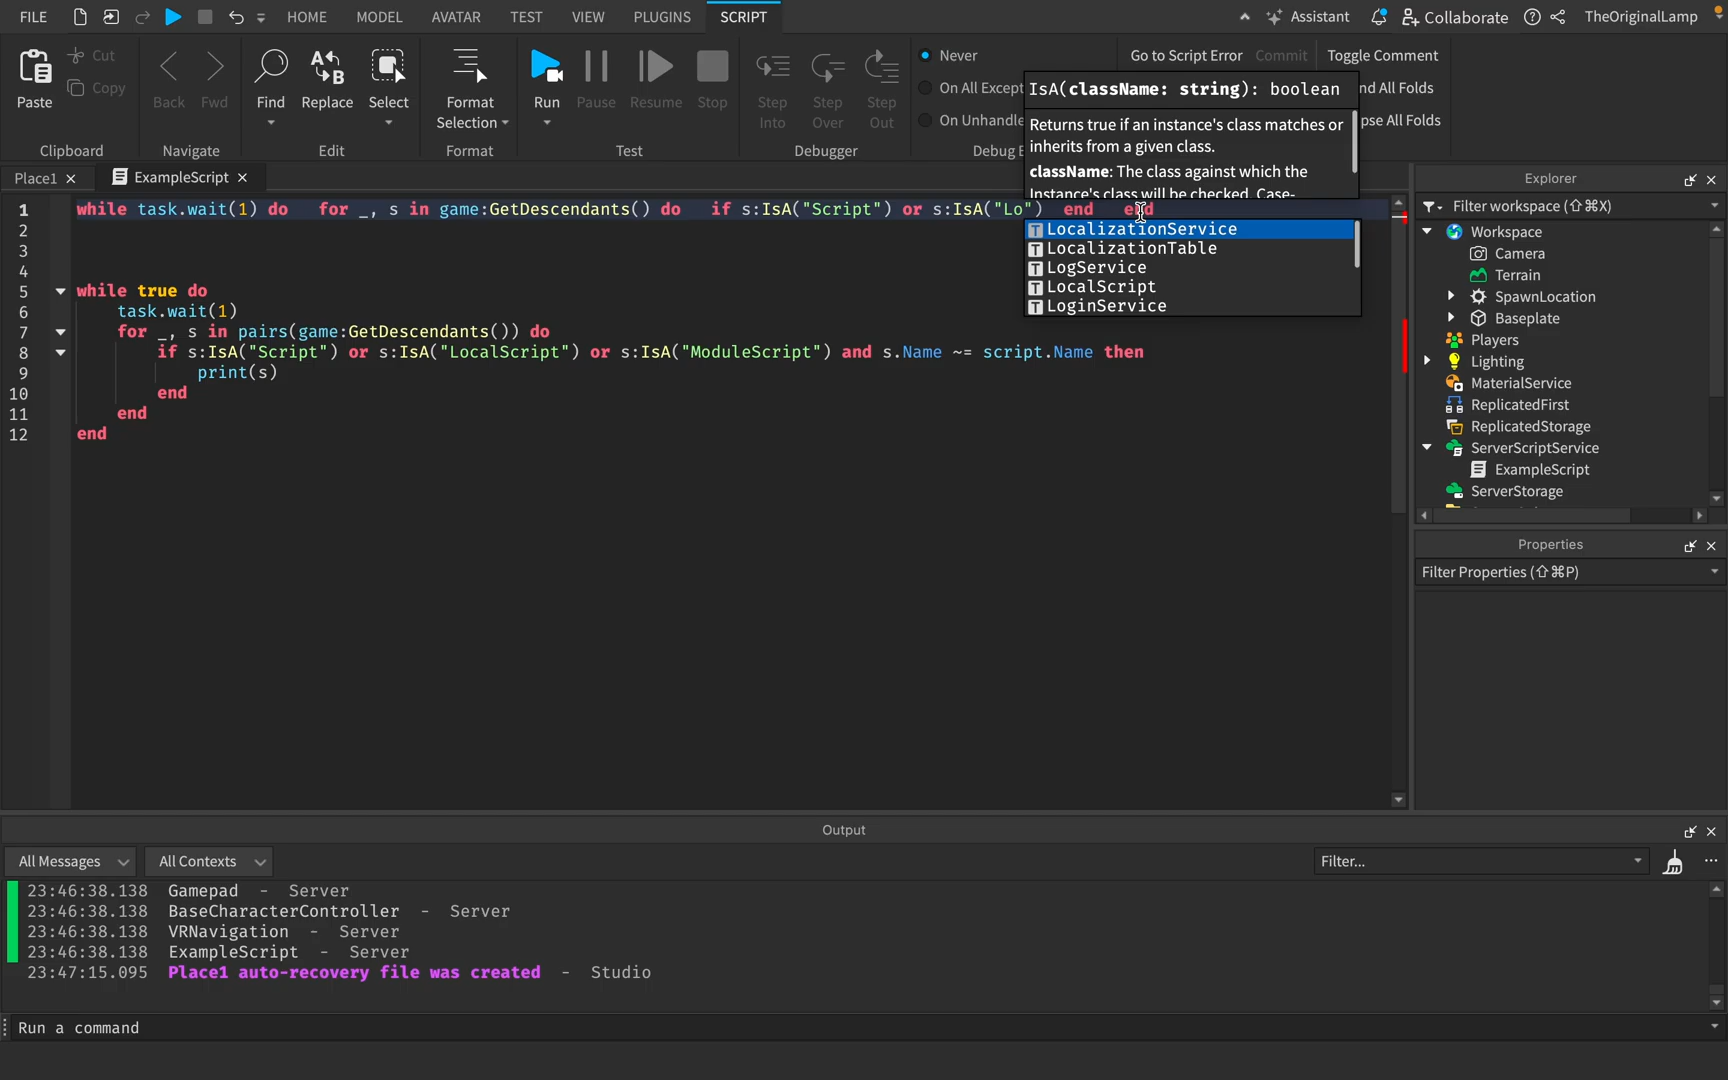 FILE HOME MODEL AVATAR TEST VIEW PLUGINS SCRIPT Assistant Collaborate TheOriginalLamp
Paste Cut Copy
Back Fwd
Find Replace Select
Format Selection
Run Pause Resume Stop
Step Into Step Over Step Out
Never
On All Except
On Unhandle
Go to Script Error Commit Toggle Comment
nd All Folds
pse All Folds
Clipboard Navigate Edit Format Test Debugger Debug E
IsA(className: string): boolean
Returns true if an instance's class matches or
inherits from a given class.
className: The class against which the
Instance's class will be checked. Case-
Place1 ExampleScript
1 while task.wait(1) do for _, s in game:GetDescendants() do if s:IsA("Script") or s:IsA("Lo") end end
LocalizationService
LocalizationTable
LogService
LocalScript
LoginService
2
3
4
5 while true do
6 task.wait(1)
7 for _, s in pairs(game:GetDescendants()) do
8 if s:IsA("Script") or s:IsA("LocalScript") or s:IsA("ModuleScript") and s.Name ~= script.Name then
9 print(s)
10 end
11 end
12 end
Explorer
Filter workspace (⇧⌘X)
Workspace
Camera
Terrain
SpawnLocation
Baseplate
Players
Lighting
MaterialService
ReplicatedFirst
ReplicatedStorage
ServerScriptService
ExampleScript
ServerStorage
Properties
Filter Properties (⇧⌘P)
Output
All Messages All Contexts Filter...
23:46:38.138 Gamepad - Server
23:46:38.138 BaseCharacterController - Server
23:46:38.138 VRNavigation - Server
23:46:38.138 ExampleScript - Server
23:47:15.095 Place1 auto-recovery file was created - Studio
Run a command